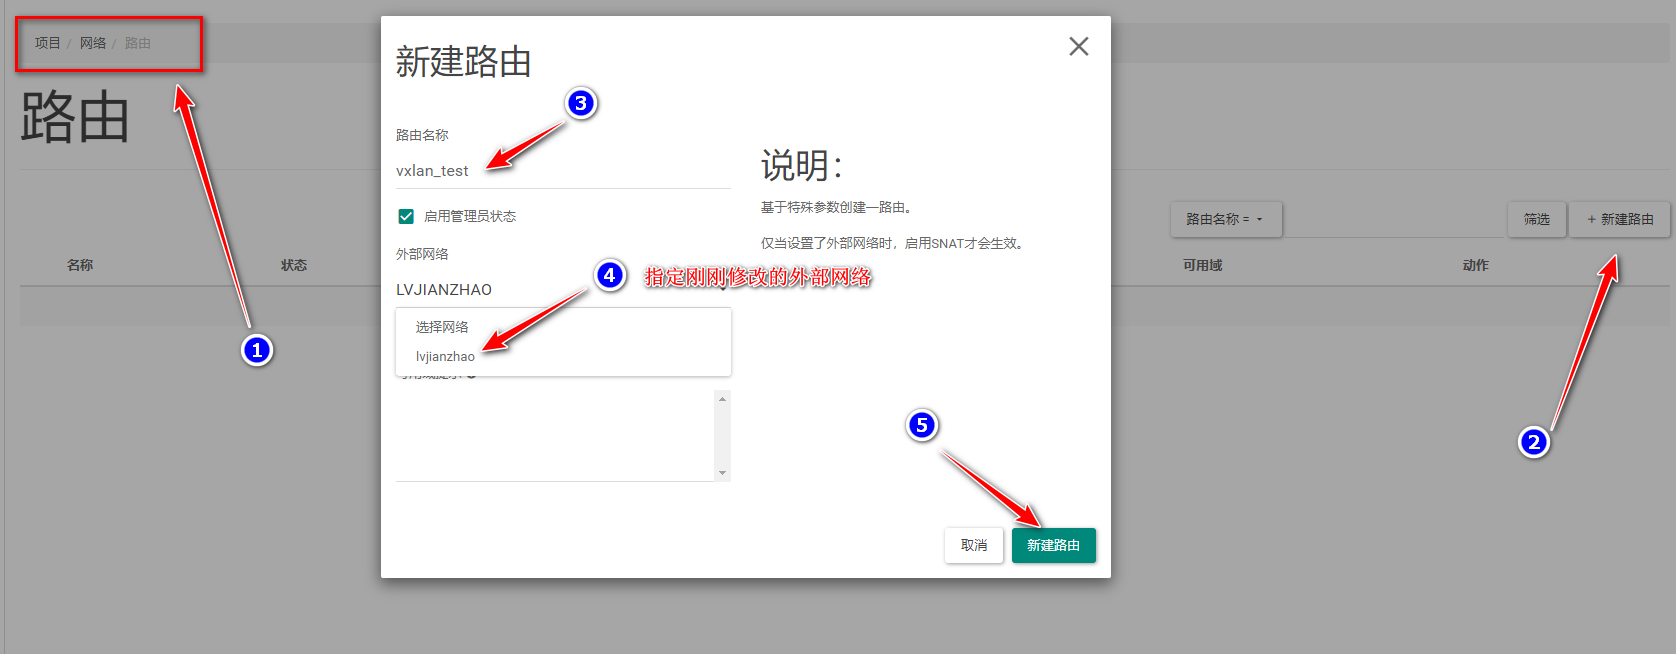 项目 / 网络 / 路由
路由
路由名称 =
筛选
+ 新建路由
名称
状态
可用域
动作
新建路由
路由名称
vxlan_test
启用管理员状态
外部网络
LVJIANZHAO
选择网络
lvjianzhao
说明：
基于特殊参数创建一路由。
仅当设置了外部网络时，启用SNAT才会生效。
取消
新建路由
1
2
3
4
指定刚刚修改的外部网络
5